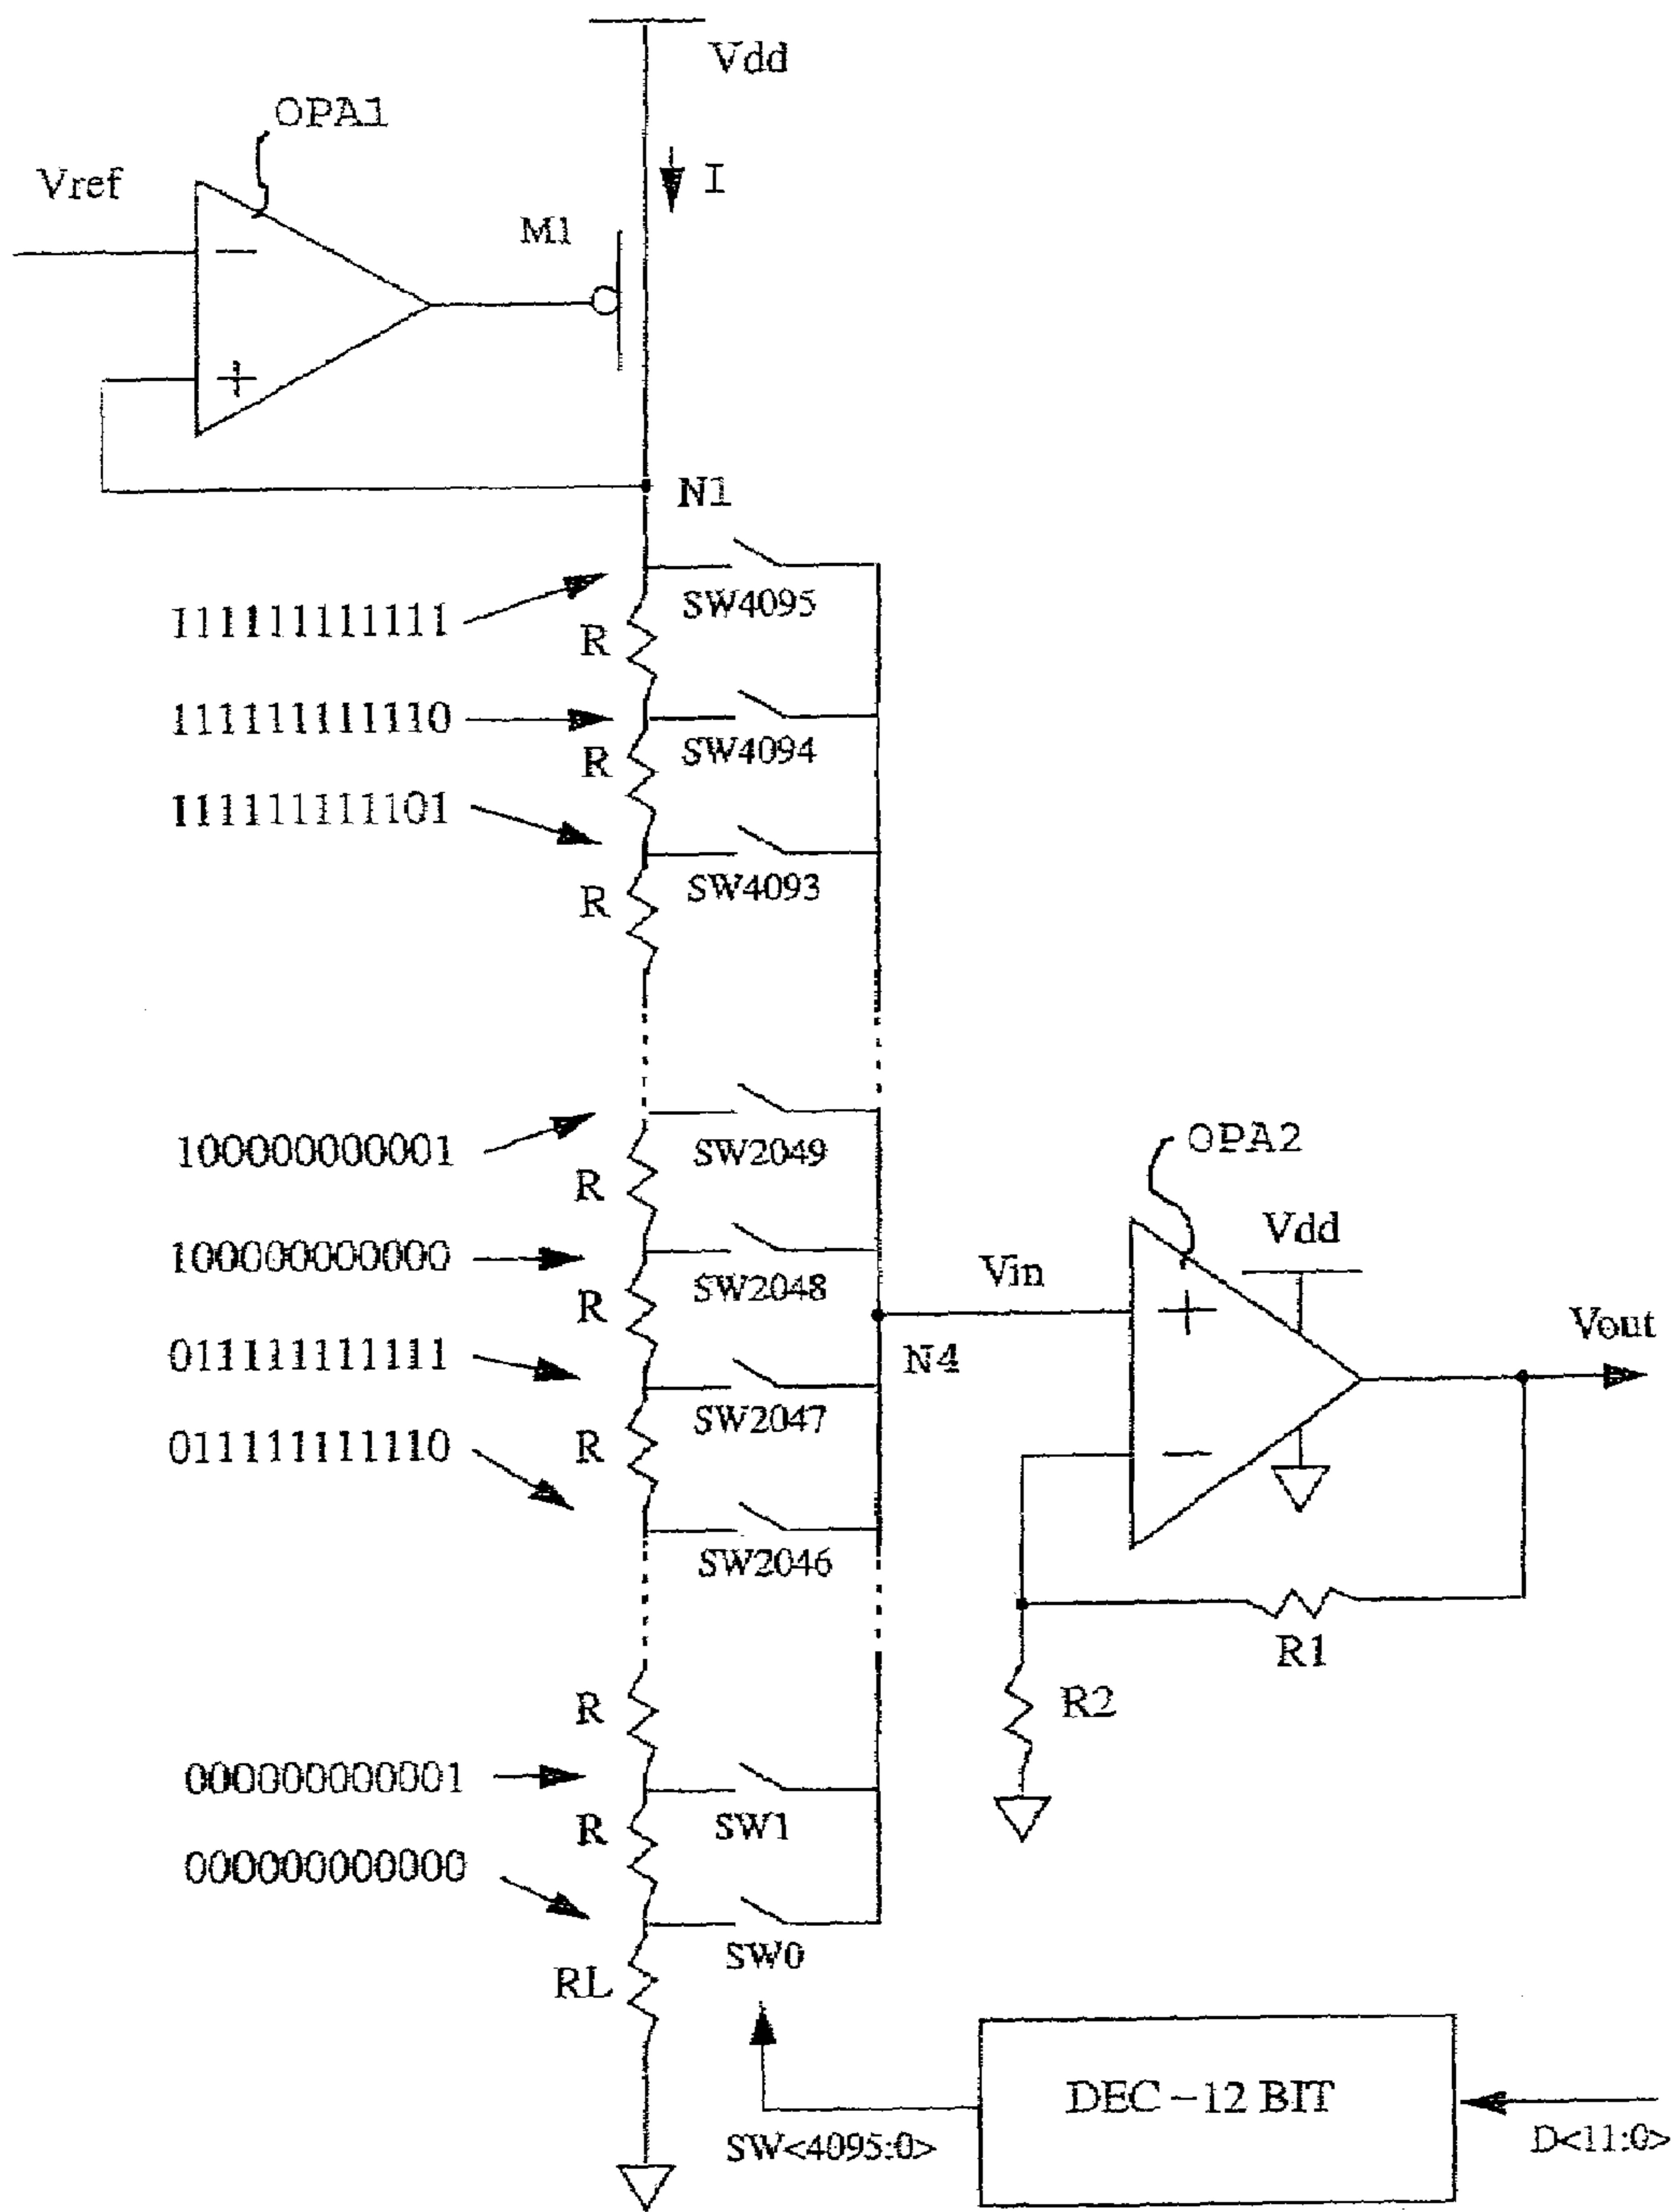 Vdd
OPA1
Vref
I
M1
−
+
N1
SW4095
111111111111
R
111111111110
SW4094
R
111111111101
SW4093
R
SW2049
100000000001
OPA2
R
Vdd
100000000000
SW2048
Vin
+
R
Vout
011111111111
N4
SW2047
011111111110
R
−
SW2046
R1
R
R2
000000000001
SW1
R
000000000000
SW0
RL
DEC −12 BIT
SW<4095:0>
D<11:0>